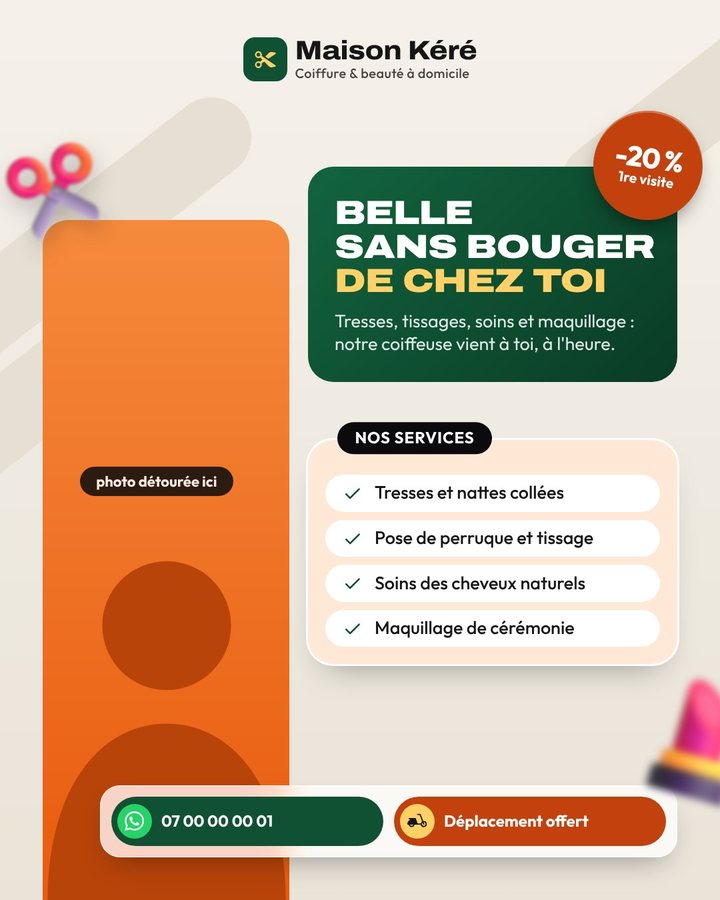 Maison Kéré
Coiffure & beauté à domicile
-20 %
1re visite
BELLE
SANS BOUGER
DE CHEZ TOI
Tresses, tissages, soins et maquillage :
notre coiffeuse vient à toi, à l'heure.
NOS SERVICES
Tresses et nattes collées
Pose de perruque et tissage
Soins des cheveux naturels
Maquillage de cérémonie
photo détourée ici
07 00 00 00 01
Déplacement offert